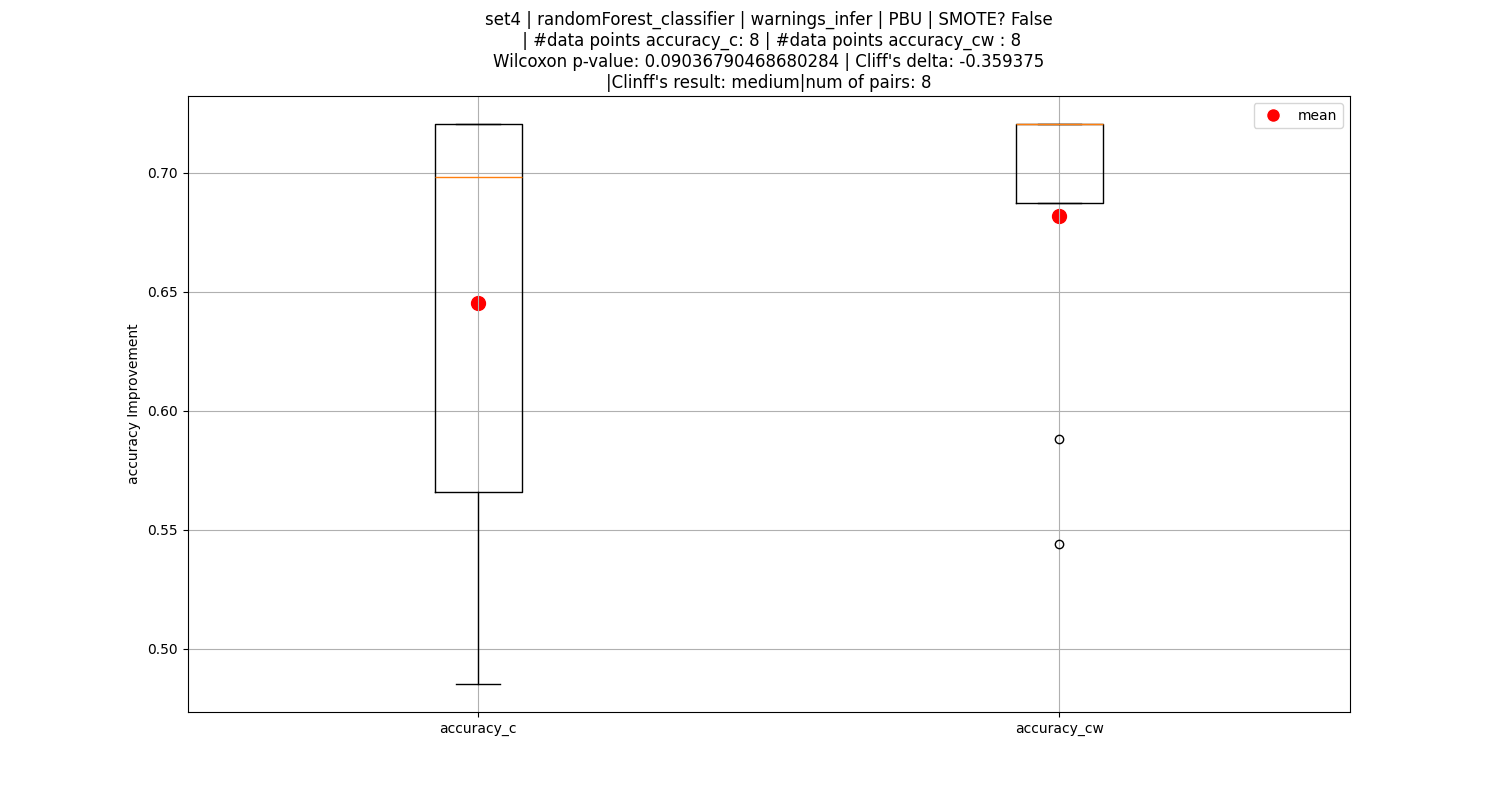 set4 | randomForest_classifier | warnings_infer | PBU | SMOTE? False
| #data points accuracy_c: 8 | #data points accuracy_cw : 8
Wilcoxon p-value: 0.09036790468680284 | Cliff's delta: -0.359375
|Clinff's result: medium|num of pairs: 8
mean
0.70
0.65
0.60
0.55
0.50
accuracy Improvement
accuracy_c
accuracy_cw